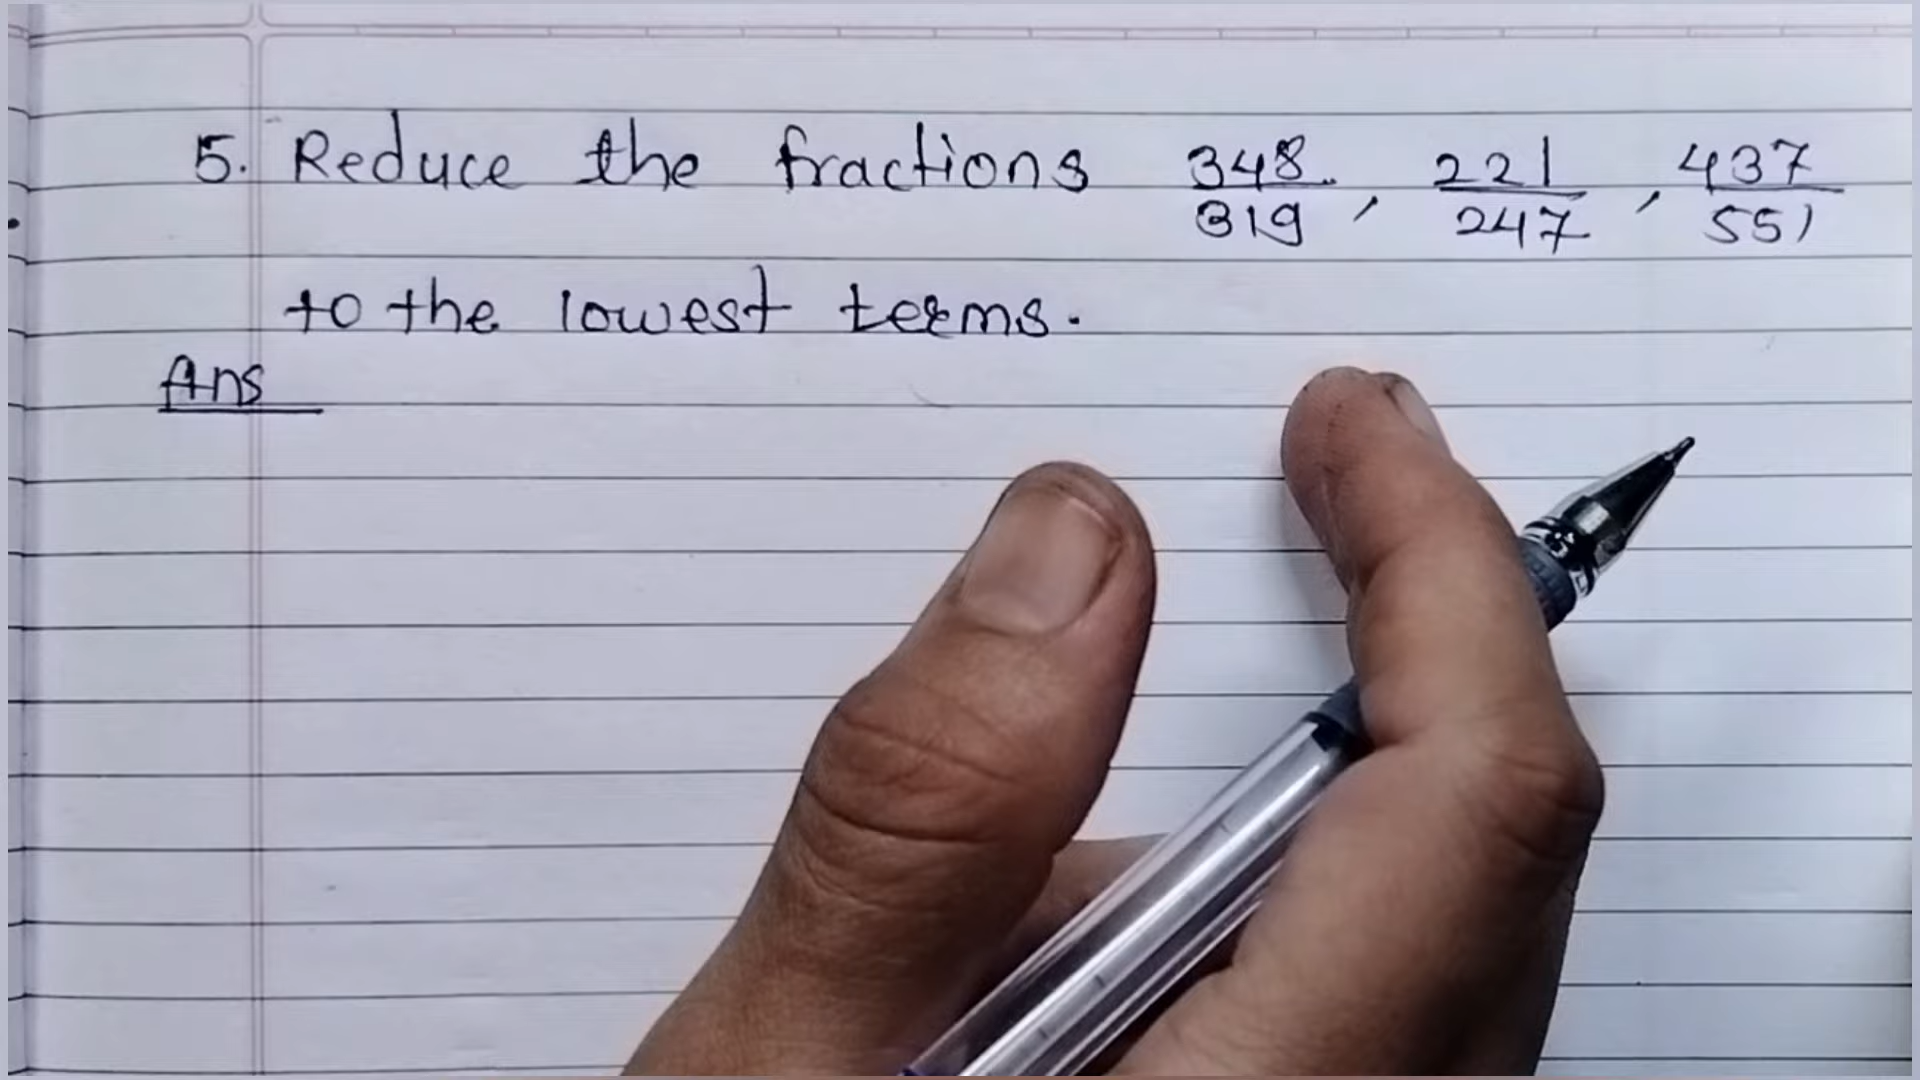 5. Reduce the fractions 348/319, 221/247, 437/551
to the lowest terms.
Ans